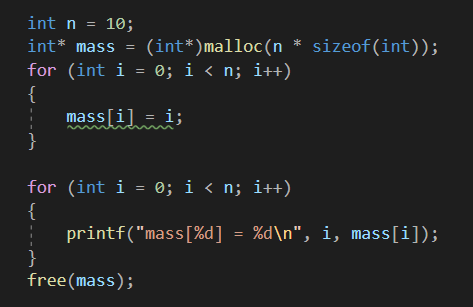 int n = 10;
int* mass = (int*)malloc(n * sizeof(int));
for (int i = 0; i < n; i++)
{
    mass[i] = i;
}

for (int i = 0; i < n; i++)
{
    printf("mass[%d] = %d\n", i, mass[i]);
}
free(mass);